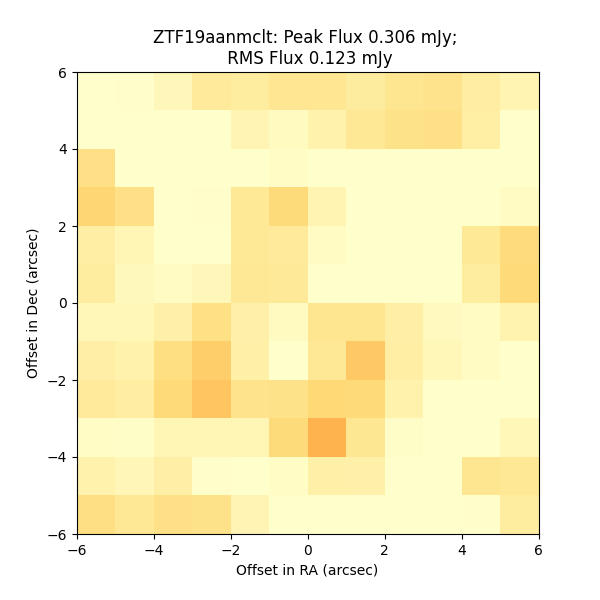 ZTF19aanmclt: Peak Flux 0.306 mJy;
RMS Flux 0.123 mJy
6
4
2
0
−2
−4
−6
Offset in Dec (arcsec)
−6 −4 −2 0 2 4 6
Offset in RA (arcsec)